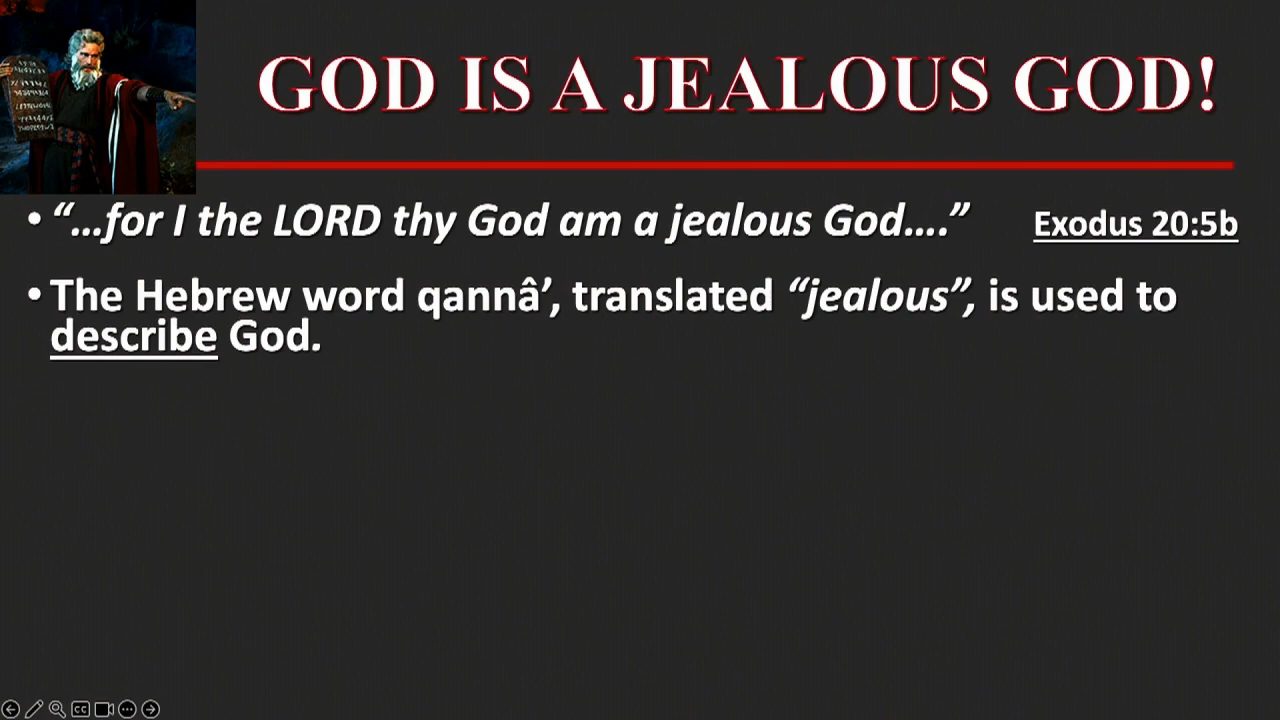 GOD IS A JEALOUS GOD!
• “…for I the LORD thy God am a jealous God….” Exodus 20:5b
• The Hebrew word qannâ’, translated “jealous”, is used to
describe God.
CC